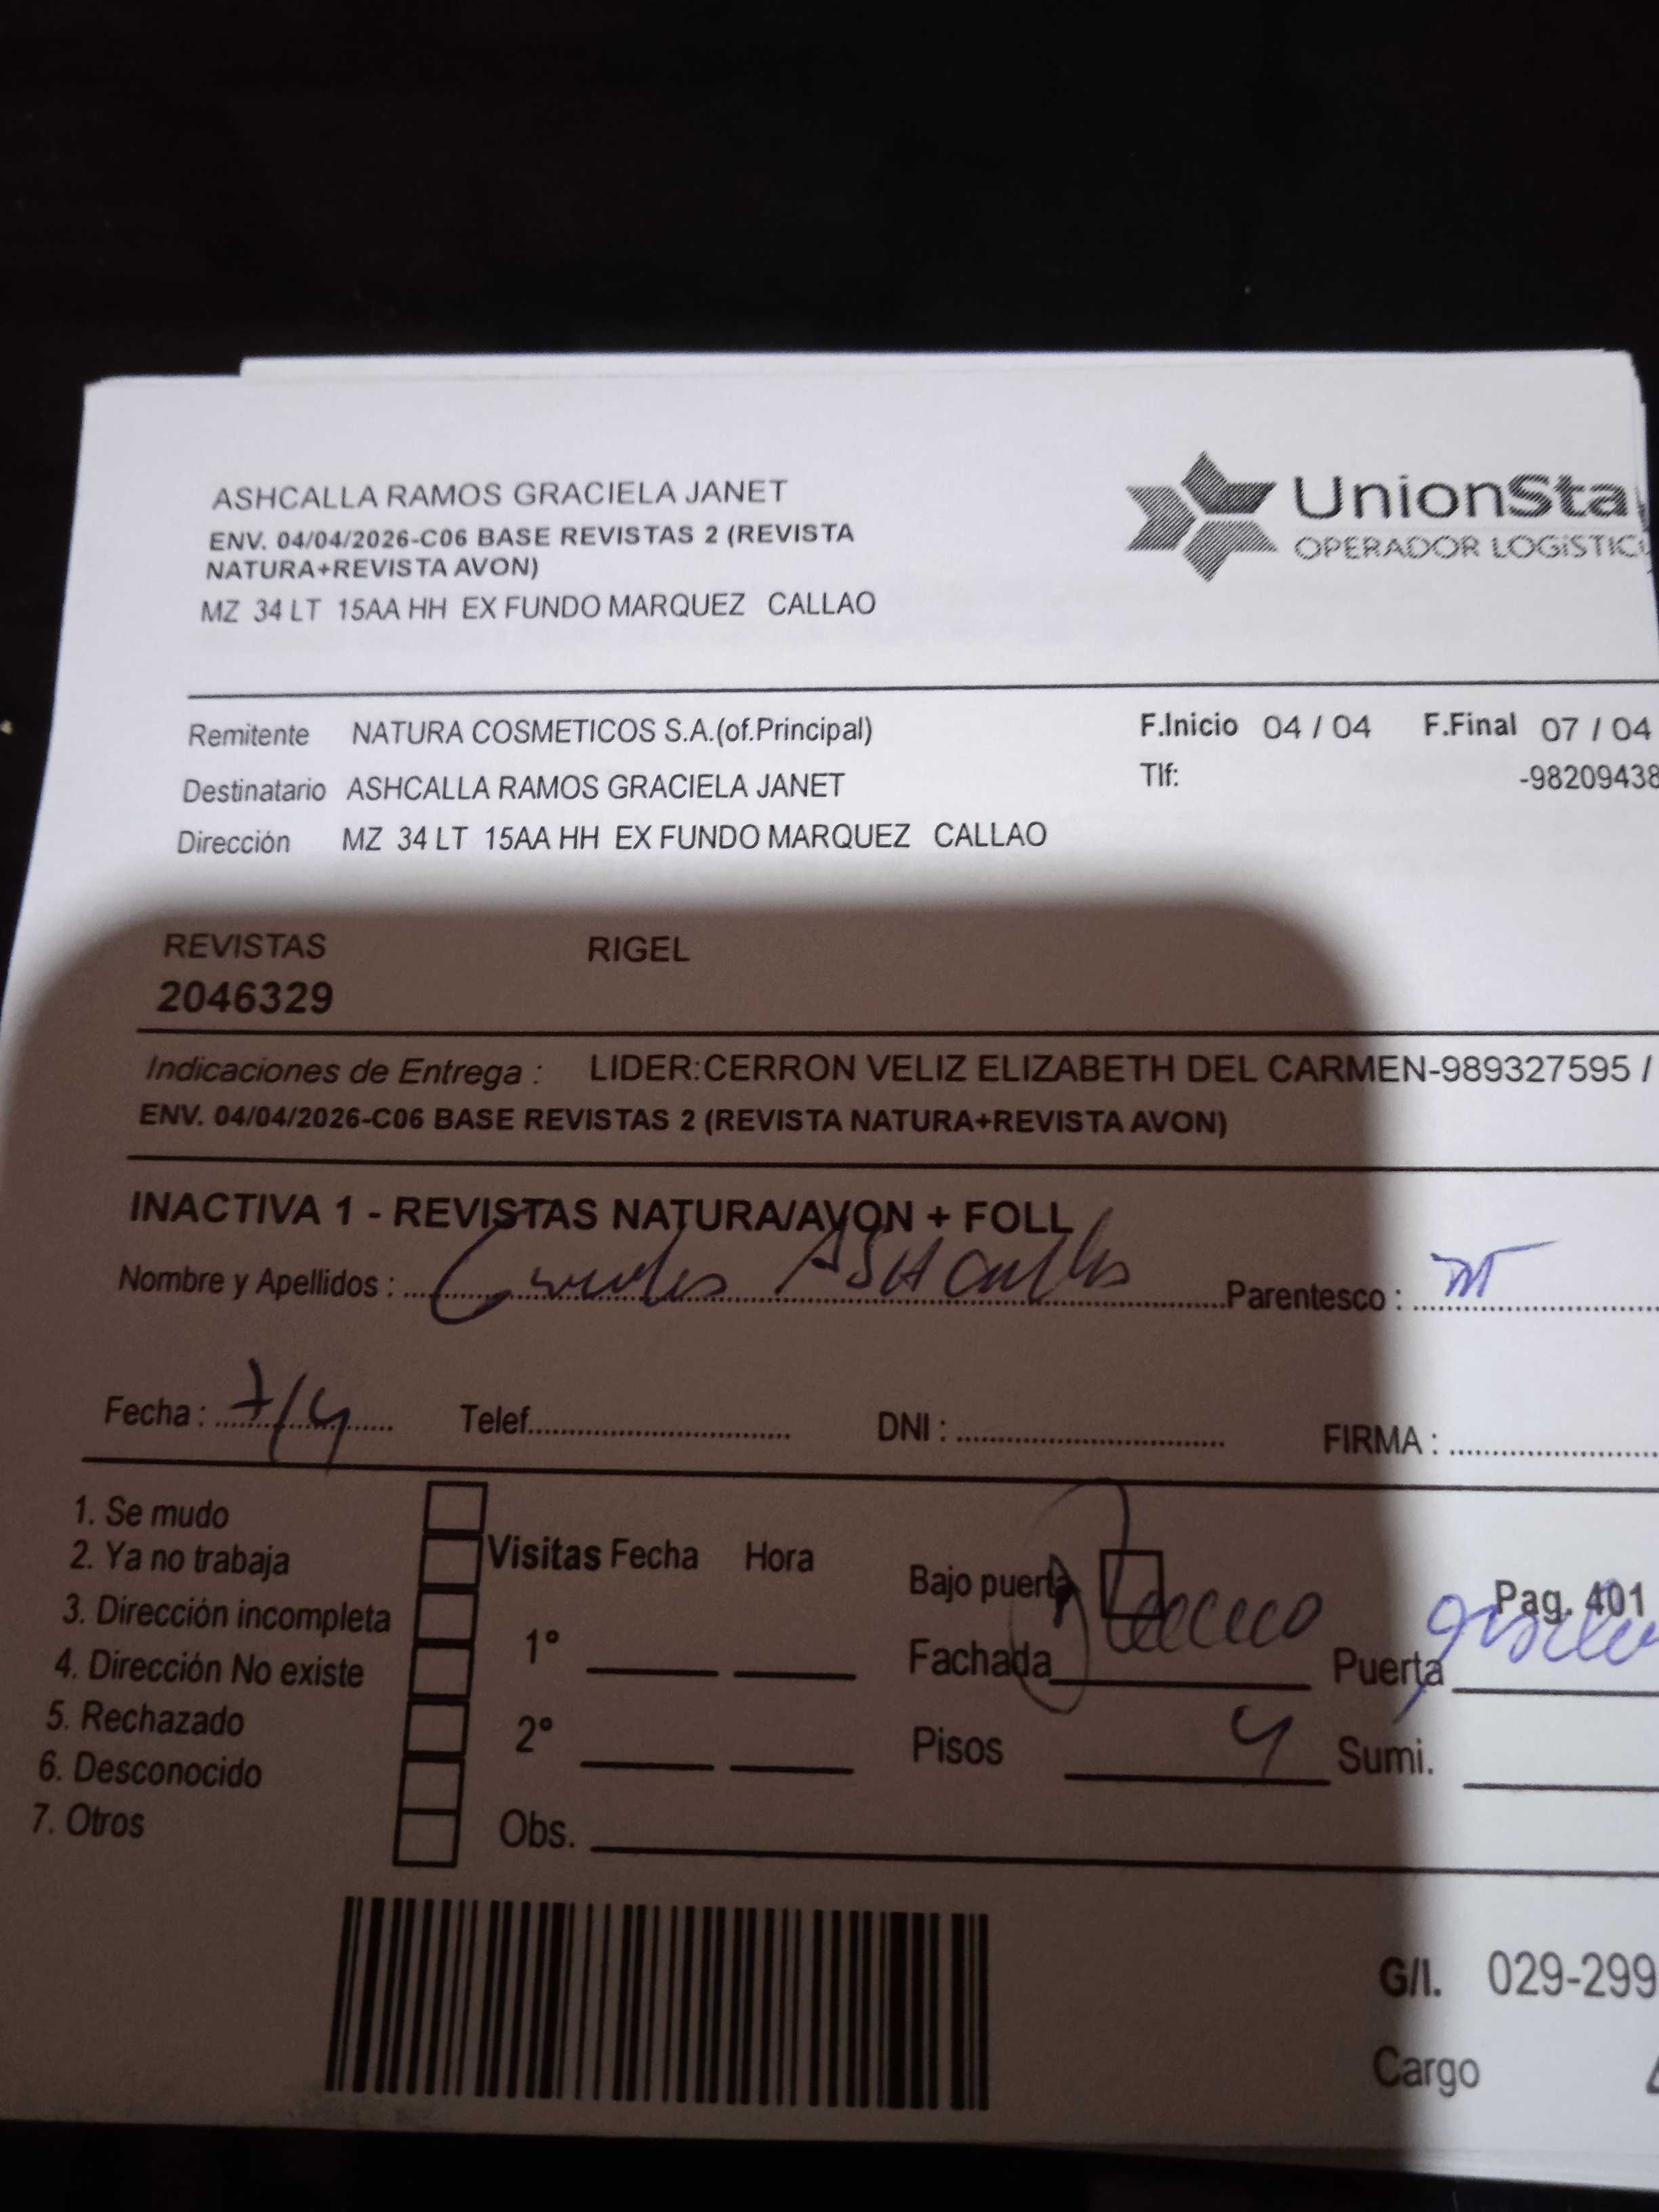 ASHCALLA RAMOS GRACIELA JANET
ENV. 04/04/2026-C06 BASE REVISTAS 2 (REVISTA
NATURA+REVISTA AVON)
MZ 34 LT 15AA HH EX FUNDO MARQUEZ CALLAO
UnionSta
OPERADOR LOGíSTIC
Remitente NATURA COSMETICOS S.A.(of.Principal) F.Inicio 04 / 04 F.Final 07 / 04
Destinatario ASHCALLA RAMOS GRACIELA JANET Tlf: -98209438
Dirección MZ 34 LT 15AA HH EX FUNDO MARQUEZ CALLAO
REVISTAS RIGEL
2046329
Indicaciones de Entrega : LIDER:CERRON VELIZ ELIZABETH DEL CARMEN-989327595 /
ENV. 04/04/2026-C06 BASE REVISTAS 2 (REVISTA NATURA+REVISTA AVON)
INACTIVA 1 - REVISTAS NATURA/AVON + FOLL
Nombre y Apellidos : ASHCalla Parentesco :
Fecha : 7/4 Telef. DNI : FIRMA :
1. Se mudo
2. Ya no trabaja
3. Dirección incompleta
4. Dirección No existe
5. Rechazado
6. Desconocido
7. Otros
Visitas Fecha Hora
1°
2°
Obs.
Bajo puerta Pag. 401
Fachada Puerta
Pisos 4 Sumi.
G/I. 029-299
Cargo